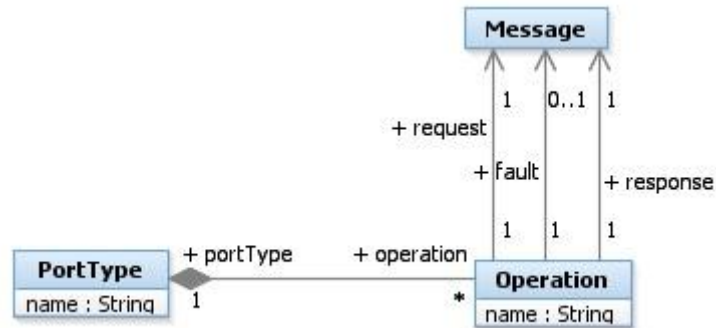 Message
1 0..1 1
+ request
+ fault
+ response
1 1 1
+ portType + operation
PortType
name : String
1 *
Operation
name : String